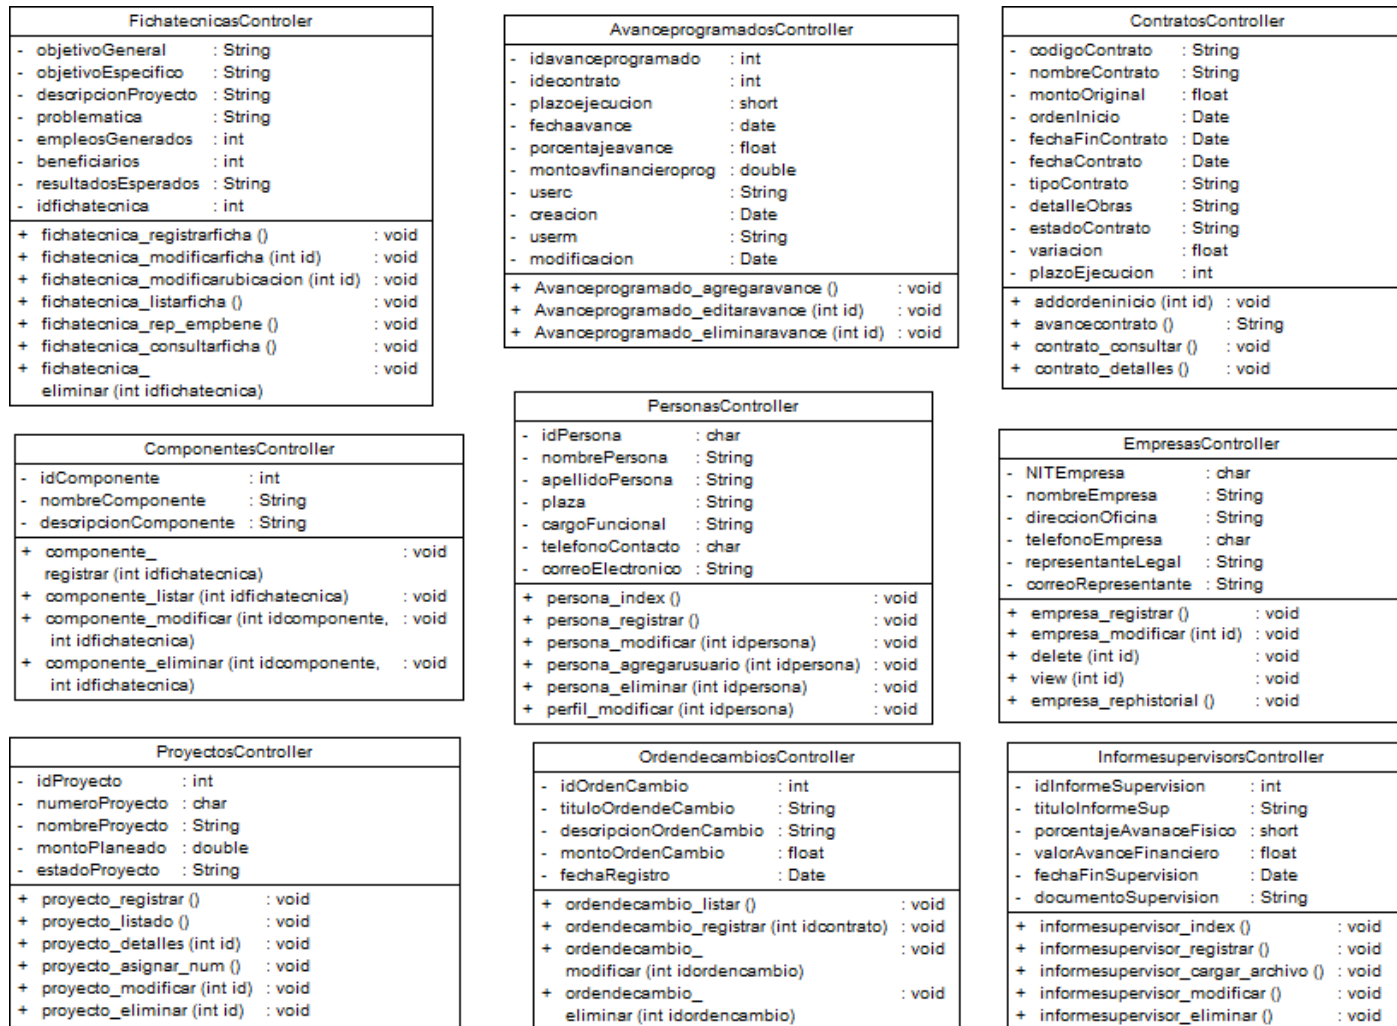 FichatecnicasControler
- objetivoGeneral : String
- objetivoEspecifico : String
- descripcionProyecto : String
- problematica : String
- empleosGenerados : int
- beneficiarios : int
- resultadosEsperados : String
- idfichatecnica : int
+ fichatecnica_registrarficha () : void
+ fichatecnica_modificarficha (int id) : void
+ fichatecnica_modificarubicacion (int id) : void
+ fichatecnica_listarficha () : void
+ fichatecnica_rep_empbene () : void
+ fichatecnica_consultarficha () : void
+ fichatecnica_ : void
eliminar (int idfichatecnica)
AvanceprogramadosController
- idavanceprogramado : int
- idecontrato : int
- plazoejecucion : short
- fechaavance : date
- porcentajeavance : float
- montoavfinancieroprog : double
- userc : String
- creacion : Date
- userm : String
- modificacion : Date
+ Avanceprogramado_agregaravance () : void
+ Avanceprogramado_editaravance (int id) : void
+ Avanceprogramado_eliminaravance (int id) : void
ContratosController
- codigoContrato : String
- nombreContrato : String
- montoOriginal : float
- ordenInicio : Date
- fechaFinContrato : Date
- fechaContrato : Date
- tipoContrato : String
- detalleObras : String
- estadoContrato : String
- variacion : float
- plazoEjecucion : int
+ addordeninicio (int id) : void
+ avancecontrato () : String
+ contrato_consultar () : void
+ contrato_detalles () : void
ComponentesController
- idComponente : int
- nombreComponente : String
- descripcionComponente : String
+ componente_ : void
registrar (int idfichatecnica)
+ componente_listar (int idfichatecnica) : void
+ componente_modificar (int idcomponente, : void
int idfichatecnica)
+ componente_eliminar (int idcomponente, : void
int idfichatecnica)
PersonasController
- idPersona : char
- nombrePersona : String
- apellidoPersona : String
- plaza : String
- cargoFuncional : String
- telefonoContacto : char
- correoElectronico : String
+ persona_index () : void
+ persona_registrar () : void
+ persona_modificar (int idpersona) : void
+ persona_agregarusuario (int idpersona) : void
+ persona_eliminar (int idpersona) : void
+ perfil_modificar (int idpersona) : void
EmpresasController
- NITEmpresa : char
- nombreEmpresa : String
- direccionOficina : String
- telefonoEmpresa : char
- representanteLegal : String
- correoRepresentante : String
+ empresa_registrar () : void
+ empresa_modificar (int id) : void
+ delete (int id) : void
+ view (int id) : void
+ empresa_rephistorial () : void
ProyectosController
- idProyecto : int
- numeroProyecto : char
- nombreProyecto : String
- montoPlaneado : double
- estadoProyecto : String
+ proyecto_registrar () : void
+ proyecto_listado () : void
+ proyecto_detalles (int id) : void
+ proyecto_asignar_num () : void
+ proyecto_modificar (int id) : void
+ proyecto_eliminar (int id) : void
OrdendecambiosController
- idOrdenCambio : int
- tituloOrdendeCambio : String
- descripcionOrdenCambio : String
- montoOrdenCambio : float
- fechaRegistro : Date
+ ordendecambio_listar () : void
+ ordendecambio_registrar (int idcontrato) : void
+ ordendecambio_ : void
modificar (int idordencambio)
+ ordendecambio_ : void
eliminar (int idordencambio)
InformesupervisorsController
- idInformeSupervision : int
- tituloInformeSup : String
- porcentajeAvanaceFisico : short
- valorAvanceFinanciero : float
- fechaFinSupervision : Date
- documentoSupervision : String
+ informesupervisor_index () : void
+ informesupervisor_registrar () : void
+ informesupervisor_cargar_archivo () : void
+ informesupervisor_modificar () : void
+ informesupervisor_eliminar () : void